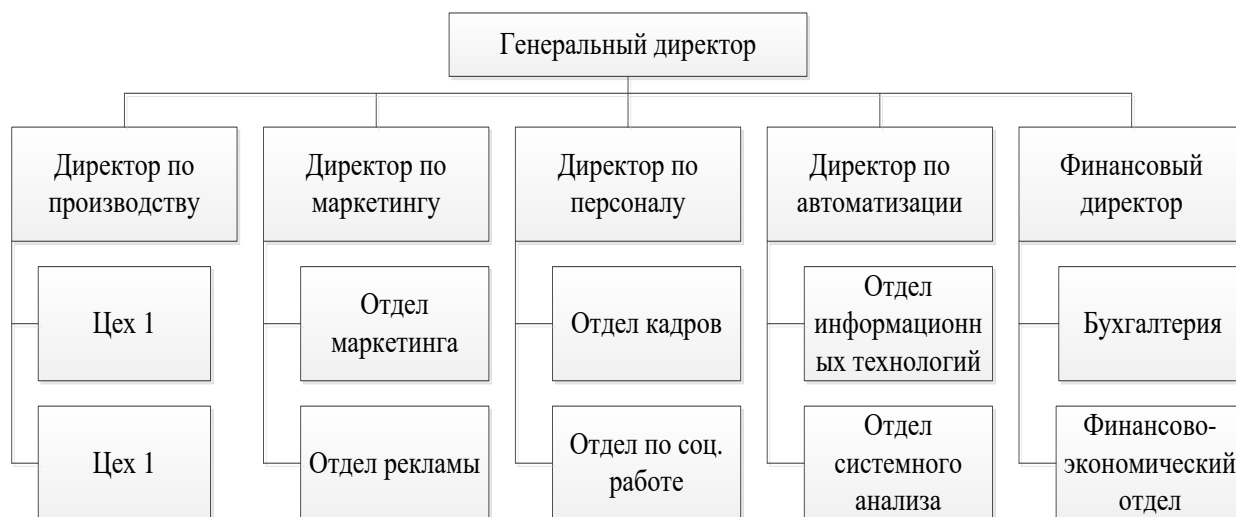 Генеральный директор
Директор по
производству
Директор по
маркетингу
Директор по
персоналу
Директор по
автоматизации
Финансовый
директор
Цех 1
Отдел
маркетинга
Отдел кадров
Отдел
информационн
ых технологий
Бухгалтерия
Цех 1
Отдел рекламы
Отдел по соц.
работе
Отдел
системного
анализа
Финансово-
экономический
отдел